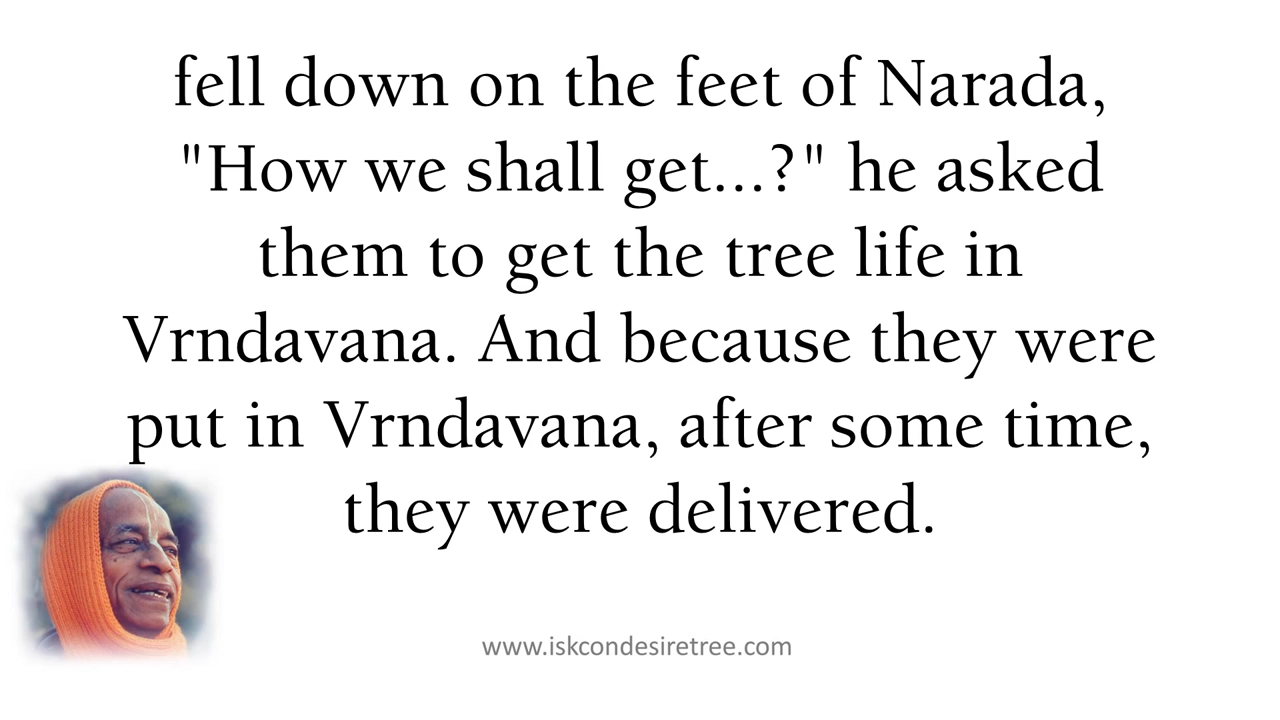 fell down on the feet of Narada,
"How we shall get...?" he asked
them to get the tree life in
Vrndavana. And because they were
put in Vrndavana, after some time,
they were delivered.
www.iskcondesiretree.com